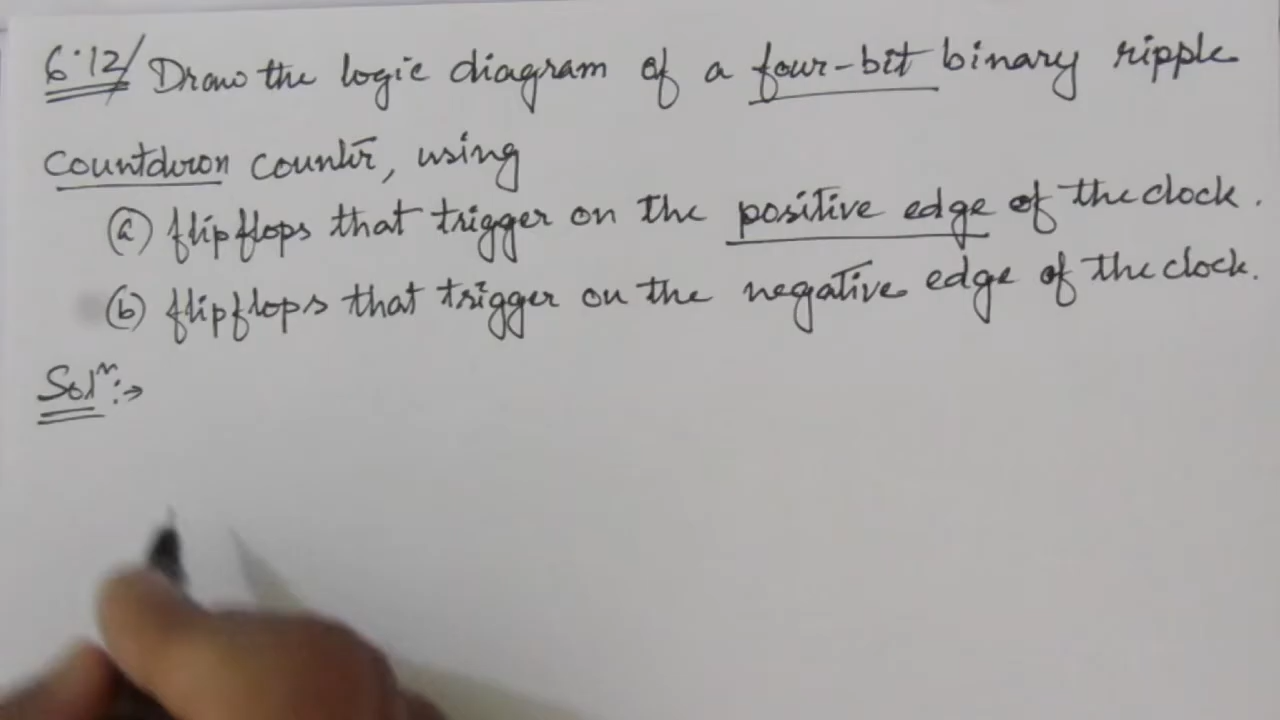 6.12/ Draw the logic diagram of a four-bit binary ripple
Countdown counter, using
(a) flipflops that trigger on the positive edge of the clock.
(b) flipflops that trigger on the negative edge of the clock.
Solⁿ:→